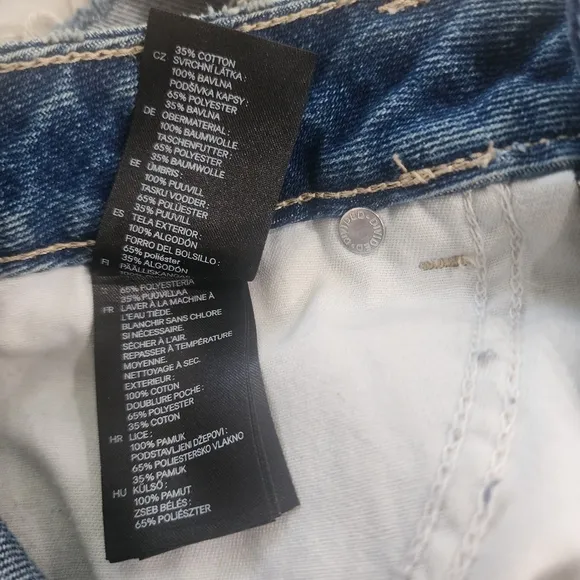 35% COTTON
CZ SVRCHNÍ LÁTKA :
100% BAVLNA
PODŠÍVKA KAPSY :
65% POLYESTER
35% BAVLNA
DE OBERMATERIAL :
100% BAUMWOLLE
TASCHENFUTTER :
65% POLYESTER
35% BAUMWOLLE
EE ÜMBRIS :
100% PUUVILL
TASKU VOODER :
65% POLÜESTER
35% PUUVILL
ES TELA EXTERIOR :
100% ALGODÓN
FORRO DEL BOLSILLO :
65% poliéster
35% ALGODÓN
FI PÄÄLLISKANGAS
65% POLYESTERIA
35% PUUVILLAA
FR LAVER À LA MACHINE À
L'EAU TIÈDE.
BLANCHIR SANS CHLORE
SI NÉCESSAIRE.
SÉCHER À L'AIR.
REPASSER À TEMPÉRATURE
MOYENNE.
NETTOYAGE À SEC.
EXTERIEUR :
100% COTON
DOUBLURE POCHE :
65% POLYESTER
35% COTON
HR LICE :
100% PAMUK
PODSTAVLJENI DŽEPOVI :
65% POLIESTERSKO VLAKNO
35% PAMUK
HU KÜLSŐ :
100% PAMUT
ZSEB BÉLÉS :
65% POLIÉSZTER
DIVIDED • DIVIDED